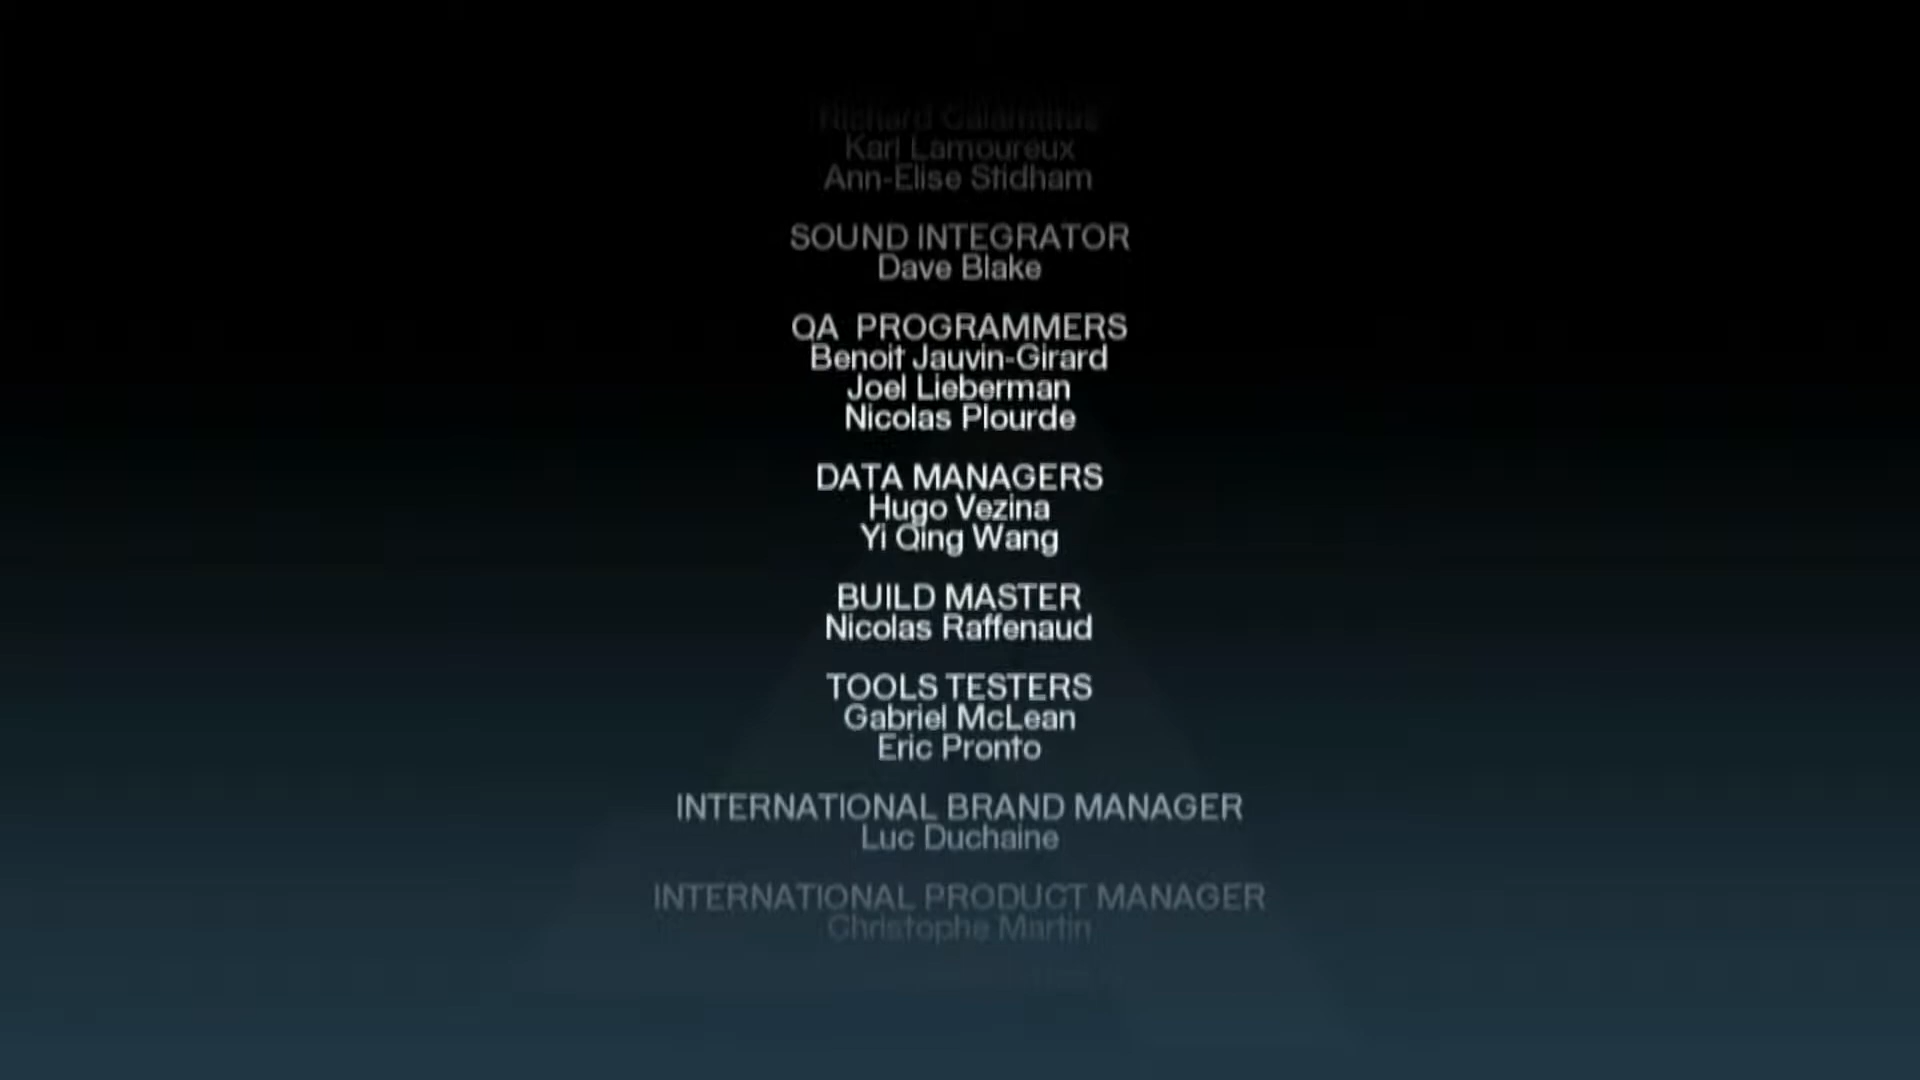 Richard
Karl Lamoureux
Ann-Elise Stidham
SOUND INTEGRATOR
Dave Blake
QA PROGRAMMERS
Benoit Jauvin-Girard
Joel Lieberman
Nicolas Plourde
DATA MANAGERS
Hugo Vezina
Yi Qing Wang
BUILD MASTER
Nicolas Raffenaud
TOOLS TESTERS
Gabriel McLean
Eric Pronto
INTERNATIONAL BRAND MANAGER
Luc Duchaine
INTERNATIONAL PRODUCT MANAGER
Christophe Martin